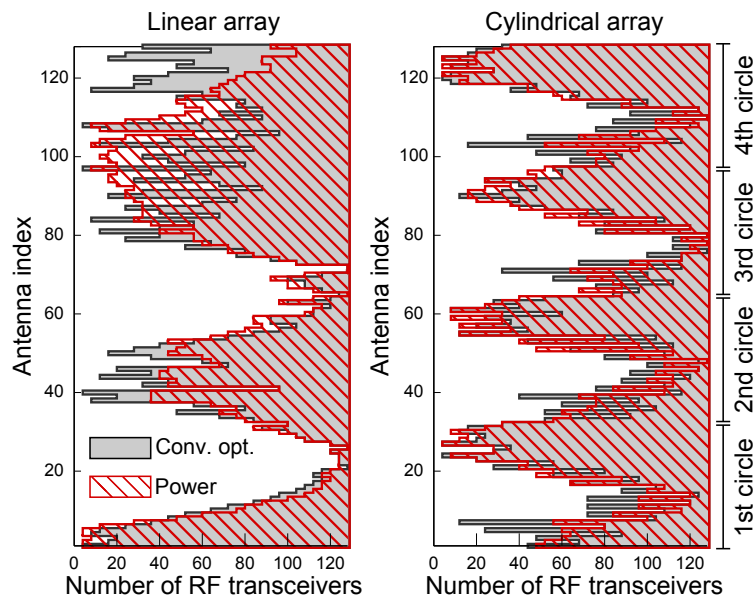 Linear array
Cylindrical array
Antenna index
120
100
80
60
40
20
Conv. opt.
Power
0 20 40 60 80 100 120
Number of RF transceivers
Antenna index
120
100
80
60
40
20
0 20 40 60 80 100 120
Number of RF transceivers
4th circle
3rd circle
2nd circle
1st circle